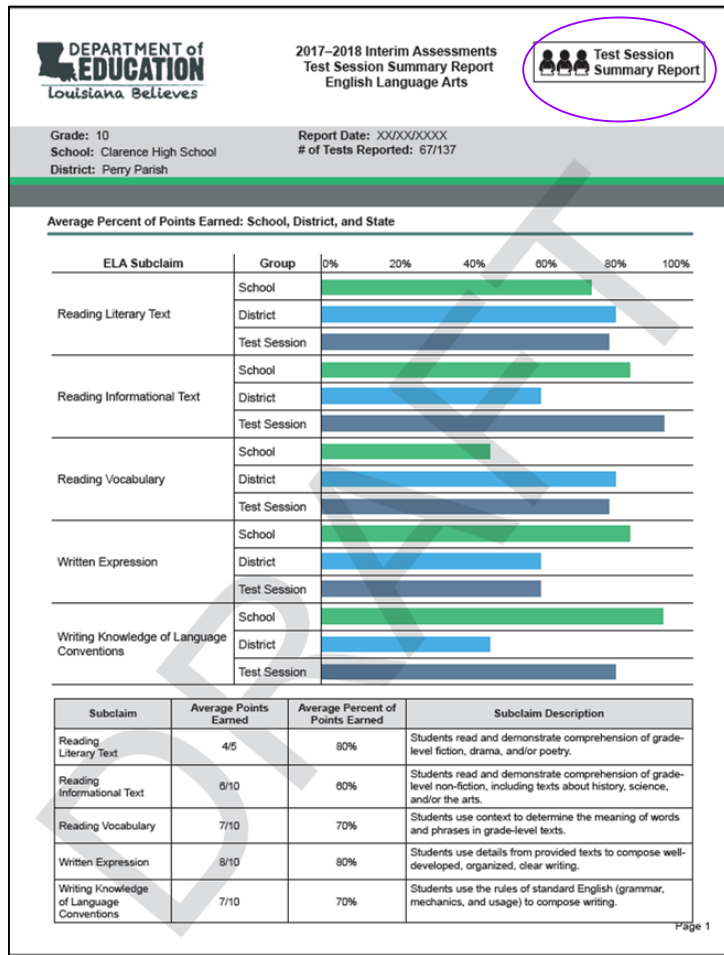 DEPARTMENT of
EDUCATION
Louisiana Believes
2017–2018 Interim Assessments
Test Session Summary Report
English Language Arts
Test Session
Summary Report
Grade: 10
School: Clarence High School
District: Perry Parish
Report Date: XX/XX/XXXX
# of Tests Reported: 67/137
Average Percent of Points Earned: School, District, and State
ELA Subclaim Group 0% 20% 40% 60% 80% 100%
Reading Literary Text
School
District
Test Session
Reading Informational Text
School
District
Test Session
Reading Vocabulary
School
District
Test Session
Written Expression
School
District
Test Session
Writing Knowledge of Language
Conventions
School
District
Test Session
Subclaim
Average Points
Earned
Average Percent of
Points Earned
Subclaim Description
Reading
Literary Text
4/5
80%
Students read and demonstrate comprehension of grade-
level fiction, drama, and/or poetry.
Reading
Informational Text
6/10
60%
Students read and demonstrate comprehension of grade-
level non-fiction, including texts about history, science,
and/or the arts.
Reading Vocabulary
7/10
70%
Students use context to determine the meaning of words
and phrases in grade-level texts.
Written Expression
8/10
80%
Students use details from provided texts to compose well-
developed, organized, clear writing.
Writing Knowledge
of Language
Conventions
7/10
70%
Students use the rules of standard English (grammar,
mechanics, and usage) to compose writing.
Page 1
DRAFT